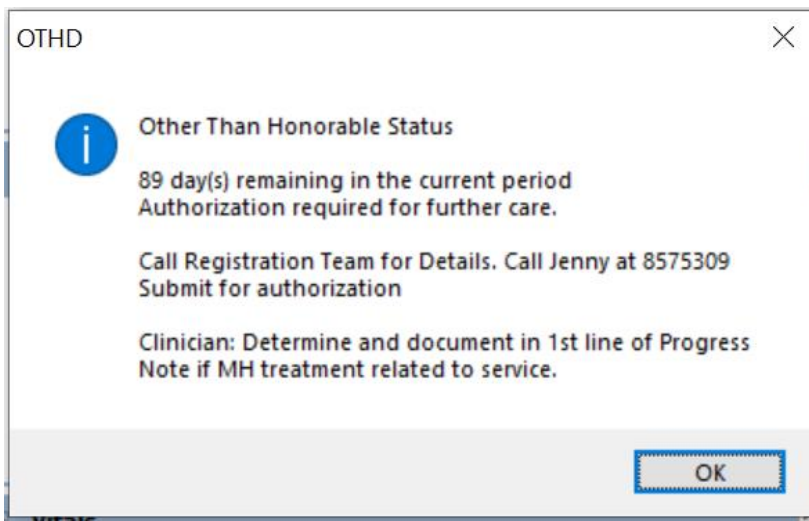 OTHD
Other Than Honorable Status
89 day(s) remaining in the current period
Authorization required for further care.
Call Registration Team for Details. Call Jenny at 8575309
Submit for authorization
Clinician: Determine and document in 1st line of Progress
Note if MH treatment related to service.
OK